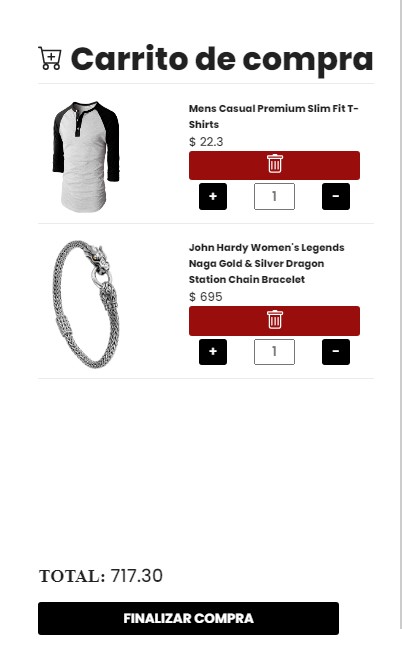 Carrito de compra
Mens Casual Premium Slim Fit T-
Shirts
$ 22.3
+ 1 -
John Hardy Women's Legends
Naga Gold & Silver Dragon
Station Chain Bracelet
$ 695
+ 1 -
TOTAL: 717.30
FINALIZAR COMPRA